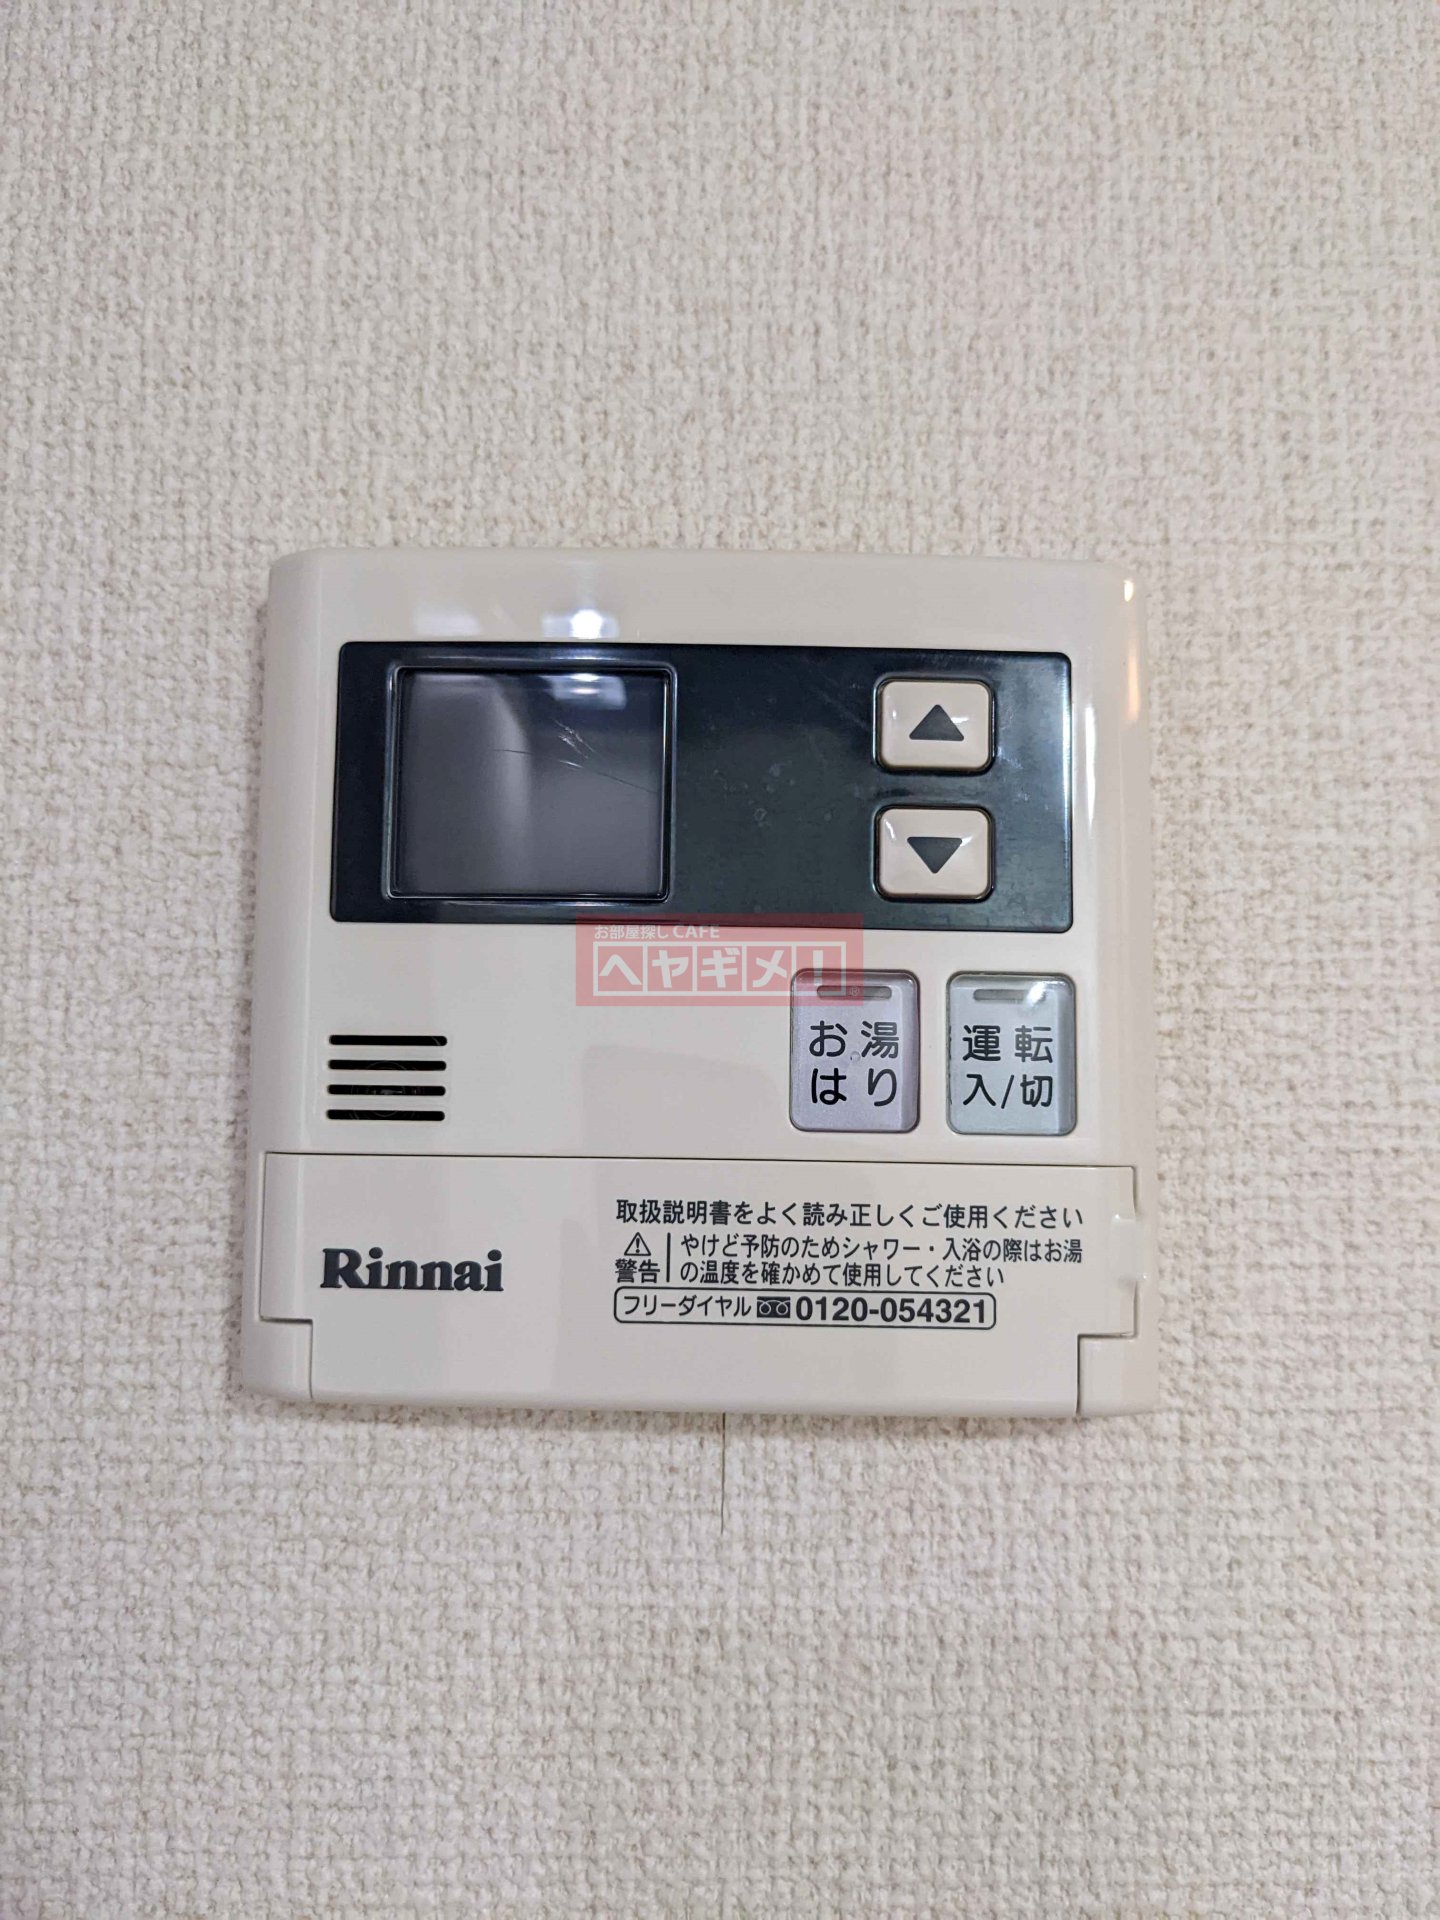 お部屋探しCAFE
ヘヤギメ！
®
お湯
はり
運転
入/切
取扱説明書をよく読み正しくご使用ください
⚠警告
やけど予防のためシャワー・入浴の際はお湯
の温度を確かめて使用してください
Rinnai
フリーダイヤル 0120-054321